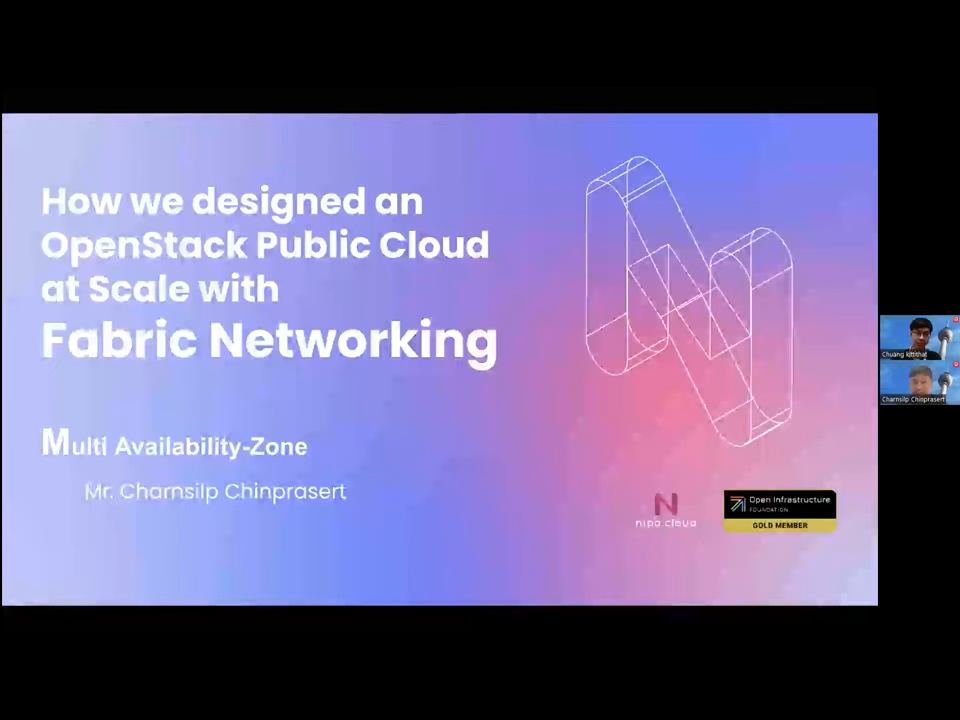 How we designed an
OpenStack Public Cloud
at Scale with
Fabric Networking
Multi Availability-Zone
Mr. Charnsilp Chinprasert
nipa.cloud
Open Infrastructure
FOUNDATION
GOLD MEMBER
Chuang kittithat
Charnsilp Chinprasert